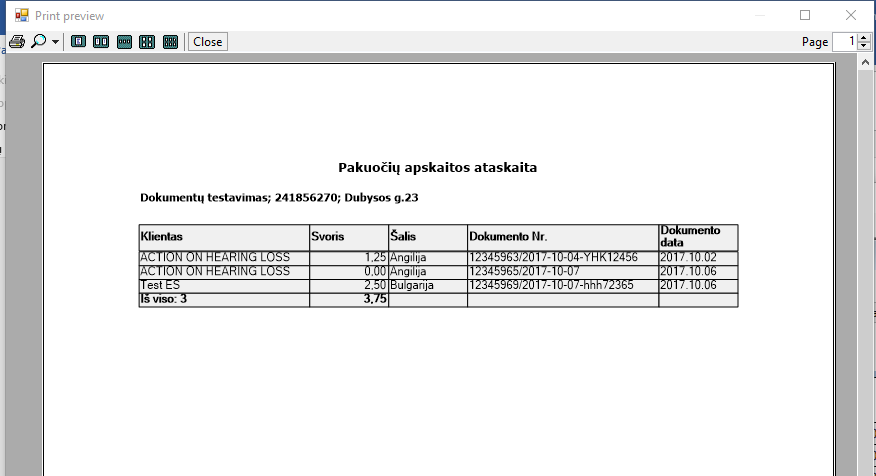 Print preview
Close Page 1
Pakuočių apskaitos ataskaita
Dokumentų testavimas; 241856270; Dubysos g.23
Klientas Svoris Šalis Dokumento Nr. Dokumento data
ACTION ON HEARING LOSS 1,25 Angilija 12345963/2017-10-04-YHK12456 2017.10.02
ACTION ON HEARING LOSS 0,00 Angilija 12345965/2017-10-07 2017.10.06
Test ES 2,50 Bulgarija 12345969/2017-10-07-hhh72365 2017.10.06
Iš viso: 3 3,75